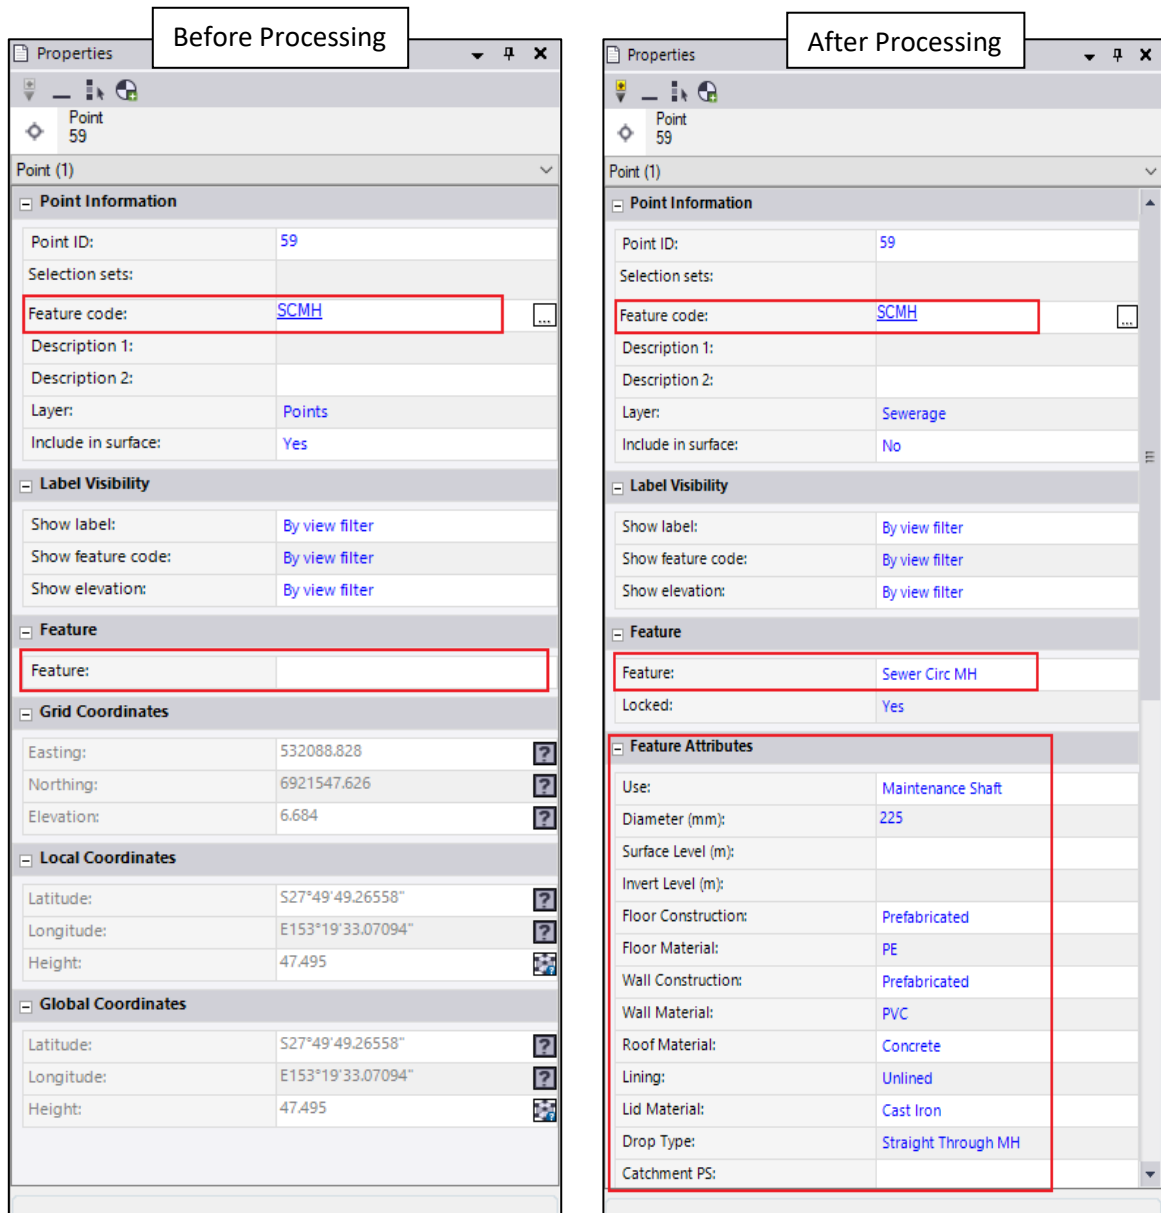 Before Processing
Properties
Point
59
Point (1)
Point Information
Point ID: 59
Selection sets:
Feature code: SCMH ...
Description 1:
Description 2:
Layer: Points
Include in surface: Yes
Label Visibility
Show label: By view filter
Show feature code: By view filter
Show elevation: By view filter
Feature
Feature:
Grid Coordinates
Easting: 532088.828 ?
Northing: 6921547.626 ?
Elevation: 6.684 ?
Local Coordinates
Latitude: S27°49'49.26558" ?
Longitude: E153°19'33.07094" ?
Height: 47.495 ?
Global Coordinates
Latitude: S27°49'49.26558" ?
Longitude: E153°19'33.07094" ?
Height: 47.495 ?
After Processing
Properties
Point
59
Point (1)
Point Information
Point ID: 59
Selection sets:
Feature code: SCMH ...
Description 1:
Description 2:
Layer: Sewerage
Include in surface: No
Label Visibility
Show label: By view filter
Show feature code: By view filter
Show elevation: By view filter
Feature
Feature: Sewer Circ MH
Locked: Yes
Feature Attributes
Use: Maintenance Shaft
Diameter (mm): 225
Surface Level (m):
Invert Level (m):
Floor Construction: Prefabricated
Floor Material: PE
Wall Construction: Prefabricated
Wall Material: PVC
Roof Material: Concrete
Lining: Unlined
Lid Material: Cast Iron
Drop Type: Straight Through MH
Catchment PS: